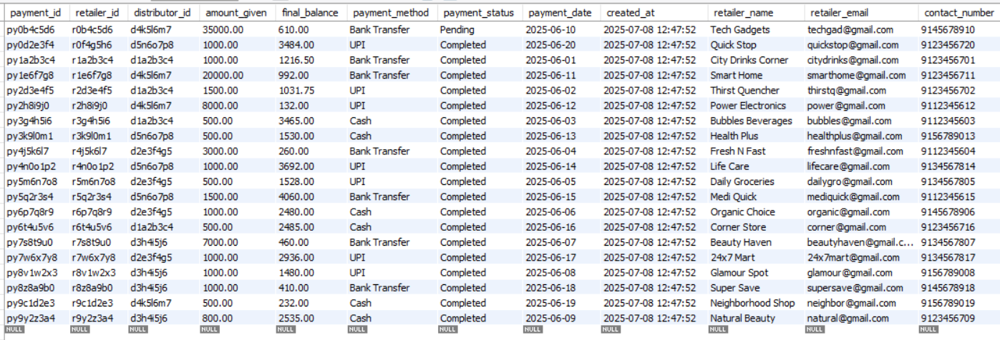 payment_id retailer_id distributor_id amount_given final_balance payment_method payment_status payment_date created_at retailer_name retailer_email contact_number
py0b4c5d6 r0b4c5d6 d4k5l6m7 35000.00 610.00 Bank Transfer Pending 2025-06-10 2025-07-08 12:47:52 Tech Gadgets techgad@gmail.com 9145678910
py0d2e3f4 r0f4g5h6 d5n6o7p8 1000.00 3484.00 UPI Completed 2025-06-20 2025-07-08 12:47:52 Quick Stop quickstop@gmail.com 9123456720
py1a2b3c4 r1a2b3c4 d1a2b3c4 1000.00 1216.50 Bank Transfer Completed 2025-06-01 2025-07-08 12:47:52 City Drinks Corner citydrinks@gmail.com 9123456701
py1e6f7g8 r1e6f7g8 d4k5l6m7 20000.00 992.00 Bank Transfer Completed 2025-06-11 2025-07-08 12:47:52 Smart Home smarthome@gmail.com 9123456711
py2d3e4f5 r2d3e4f5 d1a2b3c4 1500.00 1031.75 UPI Completed 2025-06-02 2025-07-08 12:47:52 Thirst Quencher thirstq@gmail.com 9123456702
py2h8i9j0 r2h8i9j0 d4k5l6m7 8000.00 132.00 UPI Completed 2025-06-12 2025-07-08 12:47:52 Power Electronics power@gmail.com 9112345612
py3g4h5i6 r3g4h5i6 d1a2b3c4 500.00 3465.00 Cash Completed 2025-06-03 2025-07-08 12:47:52 Bubbles Beverages bubbles@gmail.com 9112345603
py3k9l0m1 r3k9l0m1 d5n6o7p8 500.00 1530.00 Cash Completed 2025-06-13 2025-07-08 12:47:52 Health Plus healthplus@gmail.com 9156789013
py4j5k6l7 r4j5k6l7 d2e3f4g5 3000.00 260.00 Bank Transfer Completed 2025-06-04 2025-07-08 12:47:52 Fresh N Fast freshnfast@gmail.com 9112345604
py4n0o1p2 r4n0o1p2 d5n6o7p8 1000.00 3692.00 UPI Completed 2025-06-14 2025-07-08 12:47:52 Life Care lifecare@gmail.com 9134567814
py5m6n7o8 r5m6n7o8 d2e3f4g5 500.00 1528.00 UPI Completed 2025-06-05 2025-07-08 12:47:52 Daily Groceries dailygro@gmail.com 9134567805
py5q2r3s4 r5q2r3s4 d5n6o7p8 1500.00 4060.00 Bank Transfer Completed 2025-06-15 2025-07-08 12:47:52 Medi Quick mediquick@gmail.com 9112345615
py6p7q8r9 r6p7q8r9 d2e3f4g5 1000.00 2480.00 Cash Completed 2025-06-06 2025-07-08 12:47:52 Organic Choice organic@gmail.com 9145678906
py6t4u5v6 r6t4u5v6 d1a2b3c4 500.00 2485.00 Cash Completed 2025-06-16 2025-07-08 12:47:52 Corner Store corner@gmail.com 9123456716
py7s8t9u0 r7s8t9u0 d3h4i5j6 7000.00 460.00 Bank Transfer Completed 2025-06-07 2025-07-08 12:47:52 Beauty Haven beautyhaven@gmail.c... 9134567807
py7w6x7y8 r7w6x7y8 d2e3f4g5 1000.00 2936.00 UPI Completed 2025-06-17 2025-07-08 12:47:52 24x7 Mart 24x7mart@gmail.com 9134567817
py8v1w2x3 r8v1w2x3 d3h4i5j6 1000.00 1480.00 UPI Completed 2025-06-08 2025-07-08 12:47:52 Glamour Spot glamour@gmail.com 9156789008
py8z8a9b0 r8z8a9b0 d3h4i5j6 1000.00 410.00 Bank Transfer Completed 2025-06-18 2025-07-08 12:47:52 Super Save supersave@gmail.com 9145678918
py9c1d2e3 r9c1d2e3 d4k5l6m7 500.00 232.00 Cash Completed 2025-06-19 2025-07-08 12:47:52 Neighborhood Shop neighbor@gmail.com 9156789019
py9y2z3a4 r9y2z3a4 d3h4i5j6 800.00 2535.00 Cash Completed 2025-06-09 2025-07-08 12:47:52 Natural Beauty natural@gmail.com 9123456709
NULL NULL NULL NULL NULL NULL NULL NULL NULL NULL NULL NULL